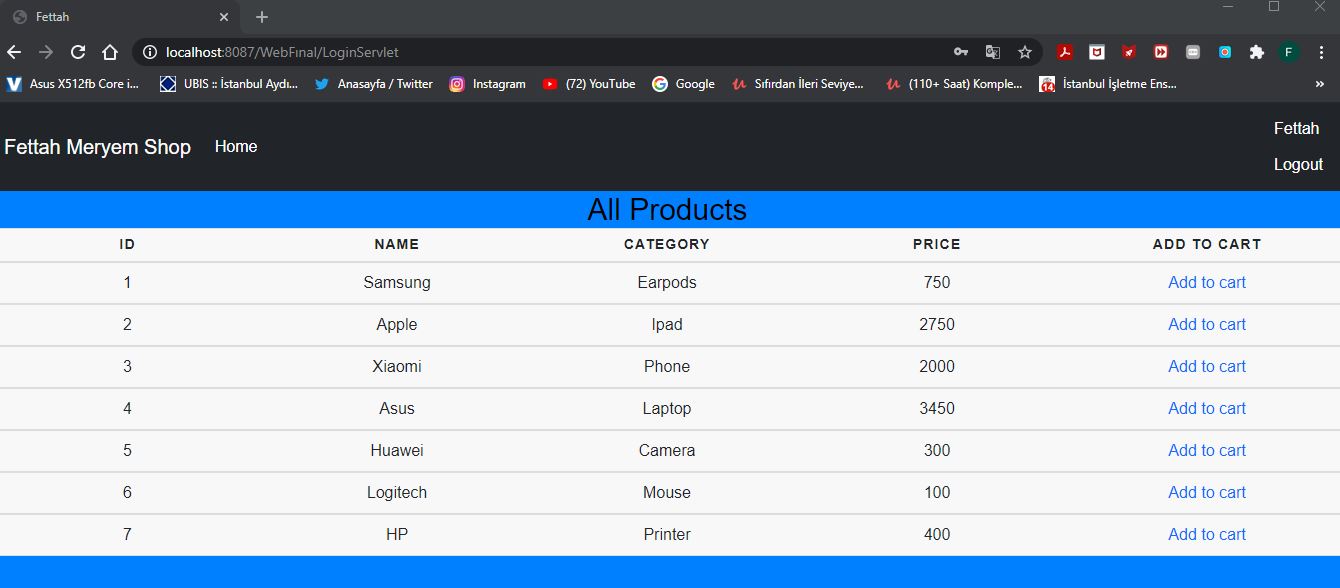 Fettah
localhost:8087/WebFınal/LoginServlet
F
Asus X512fb Core i... UBIS :: İstanbul Aydı... Anasayfa / Twitter Instagram (72) YouTube Google Sıfırdan İleri Seviye... (110+ Saat) Komple... 14 İstanbul İşletme Ens... »
Fettah Meryem Shop Home
Fettah
Logout
All Products
ID NAME CATEGORY PRICE ADD TO CART
1 Samsung Earpods 750 Add to cart
2 Apple Ipad 2750 Add to cart
3 Xiaomi Phone 2000 Add to cart
4 Asus Laptop 3450 Add to cart
5 Huawei Camera 300 Add to cart
6 Logitech Mouse 100 Add to cart
7 HP Printer 400 Add to cart